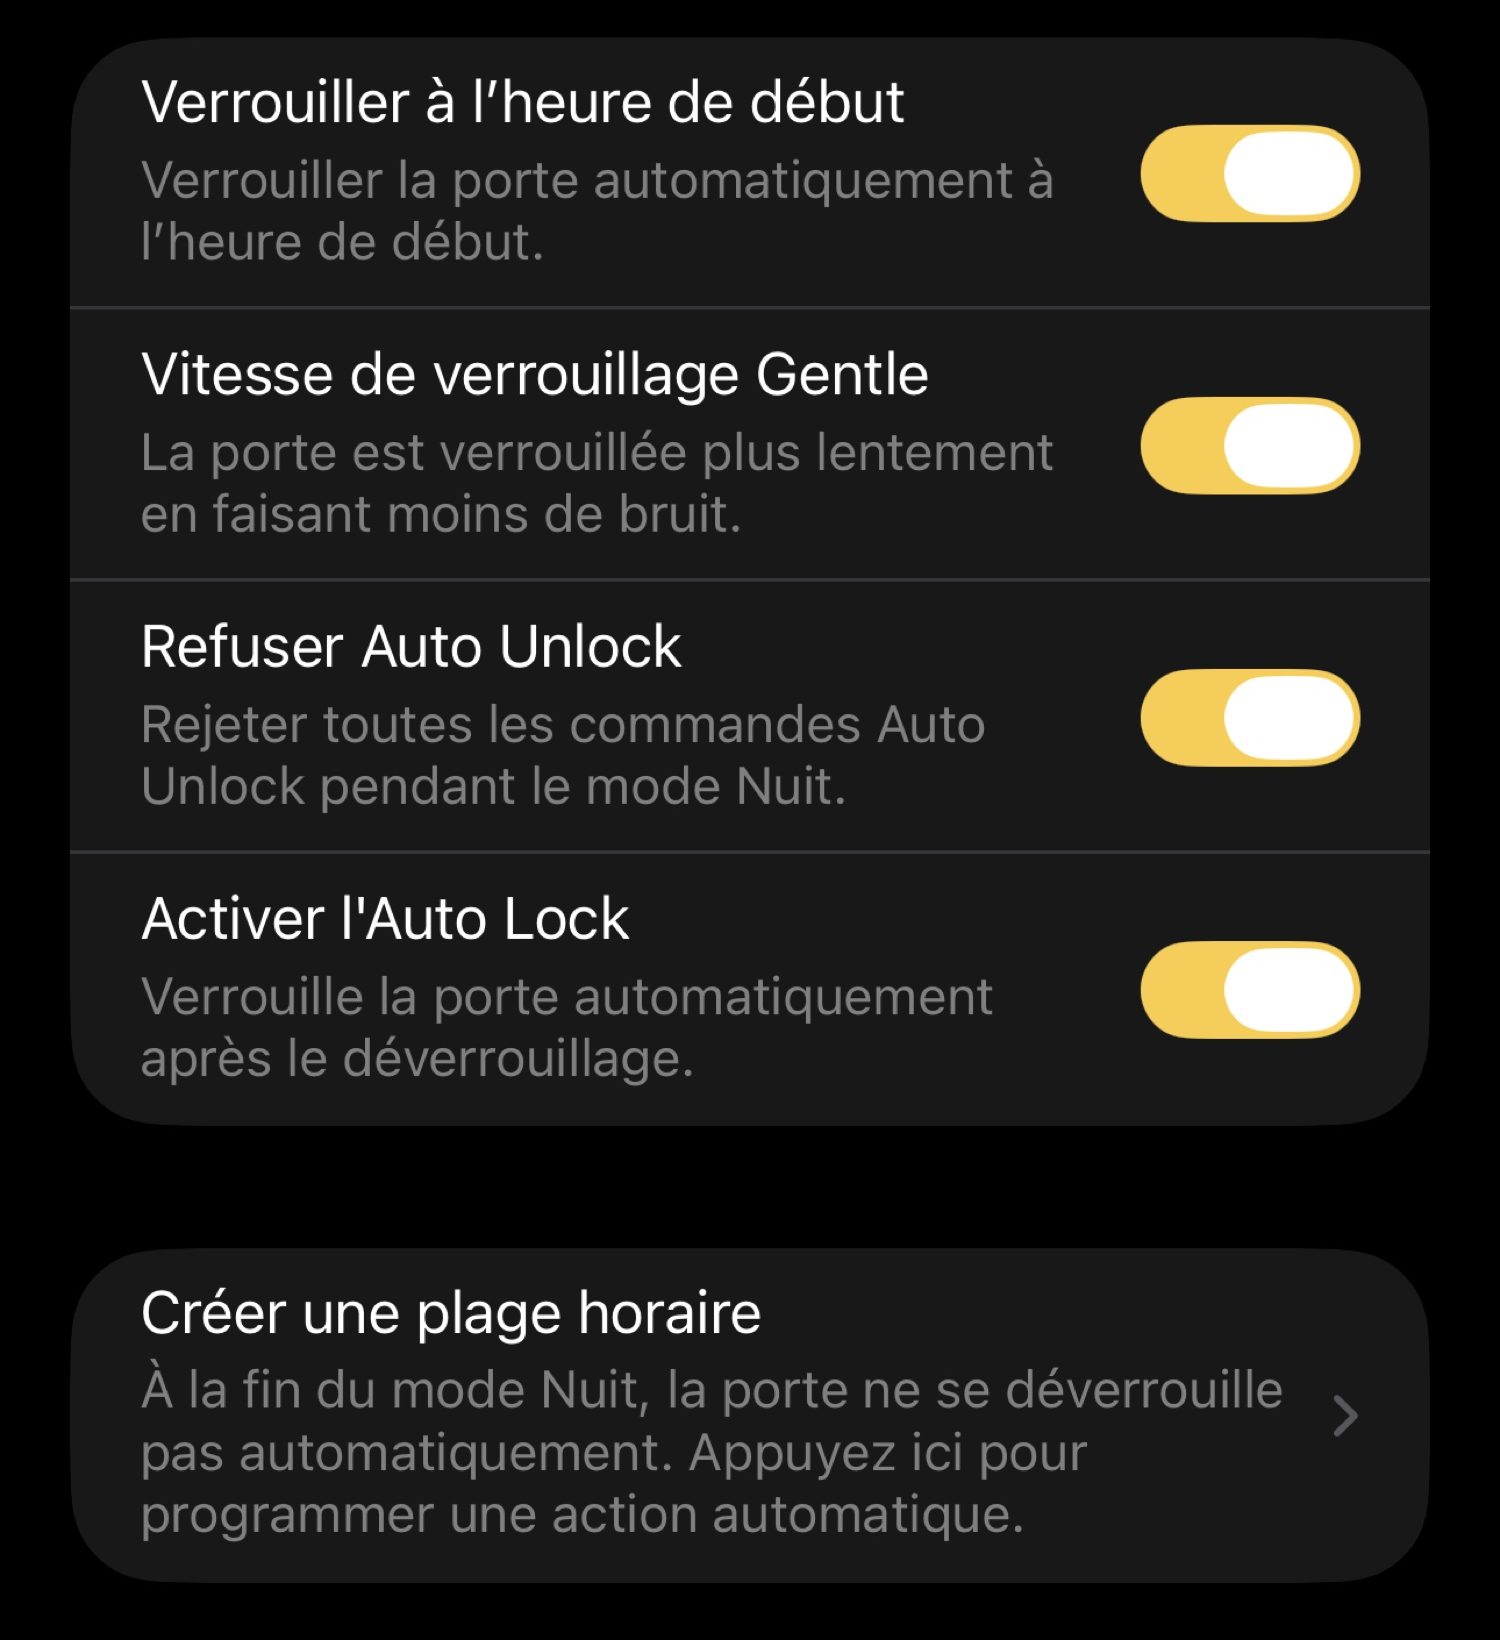 Verrouiller à l’heure de début
Verrouiller la porte automatiquement à
l’heure de début.
Vitesse de verrouillage Gentle
La porte est verrouillée plus lentement
en faisant moins de bruit.
Refuser Auto Unlock
Rejeter toutes les commandes Auto
Unlock pendant le mode Nuit.
Activer l'Auto Lock
Verrouille la porte automatiquement
après le déverrouillage.
Créer une plage horaire
À la fin du mode Nuit, la porte ne se déverrouille
pas automatiquement. Appuyez ici pour
programmer une action automatique.